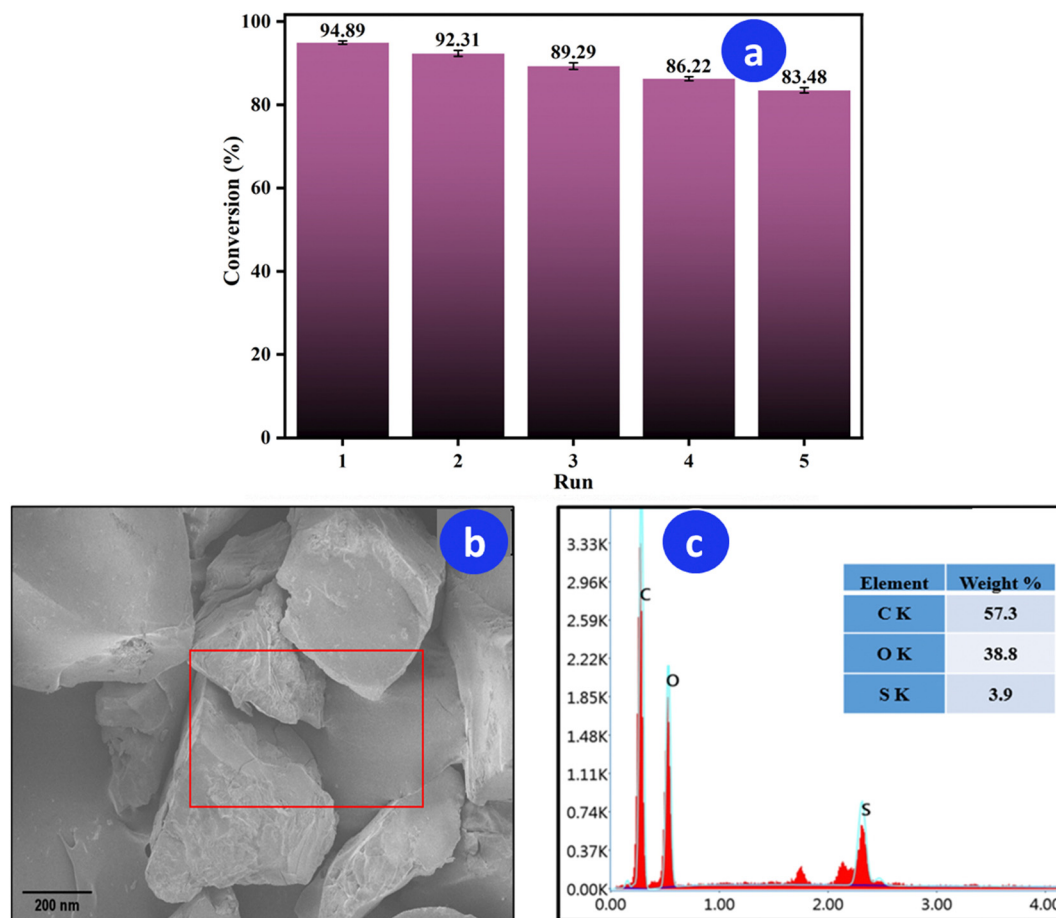 100
94.89
92.31
89.29
86.22
83.48
a
80
60
40
20
0
Conversion (%)
1 2 3 4 5
Run
b
200 nm
c
3.33K
2.96K
2.59K
2.22K
1.85K
1.48K
1.11K
0.74K
0.37K
0.00K
C
O
S
Element Weight %
C K 57.3
O K 38.8
S K 3.9
0.00 1.00 2.00 3.00 4.0